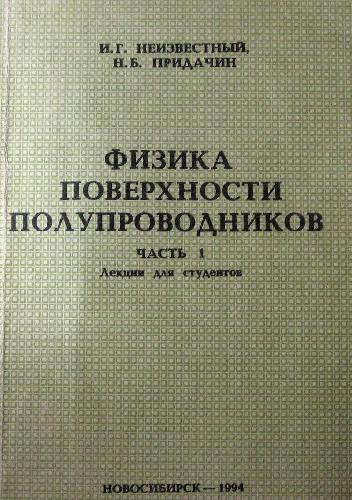 И. Г. НЕИЗВЕСТНЫЙ,
Н. Б. ПРИДАЧИН
ФИЗИКА
ПОВЕРХНОСТИ
ПОЛУПРОВОДНИКОВ
ЧАСТЬ 1
Лекции для студентов
НОВОСИБИРСК — 1994